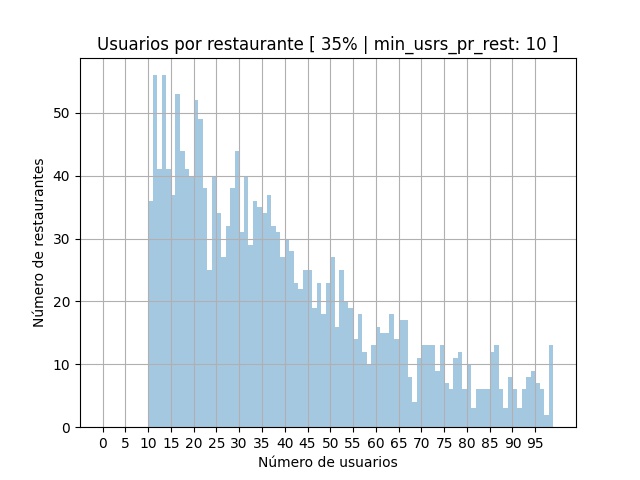 Usuarios por restaurante [ 35% | min_usrs_pr_rest: 10 ]
50
40
30
20
10
0
Número de restaurantes
0 5 10 15 20 25 30 35 40 45 50 55 60 65 70 75 80 85 90 95
Número de usuarios